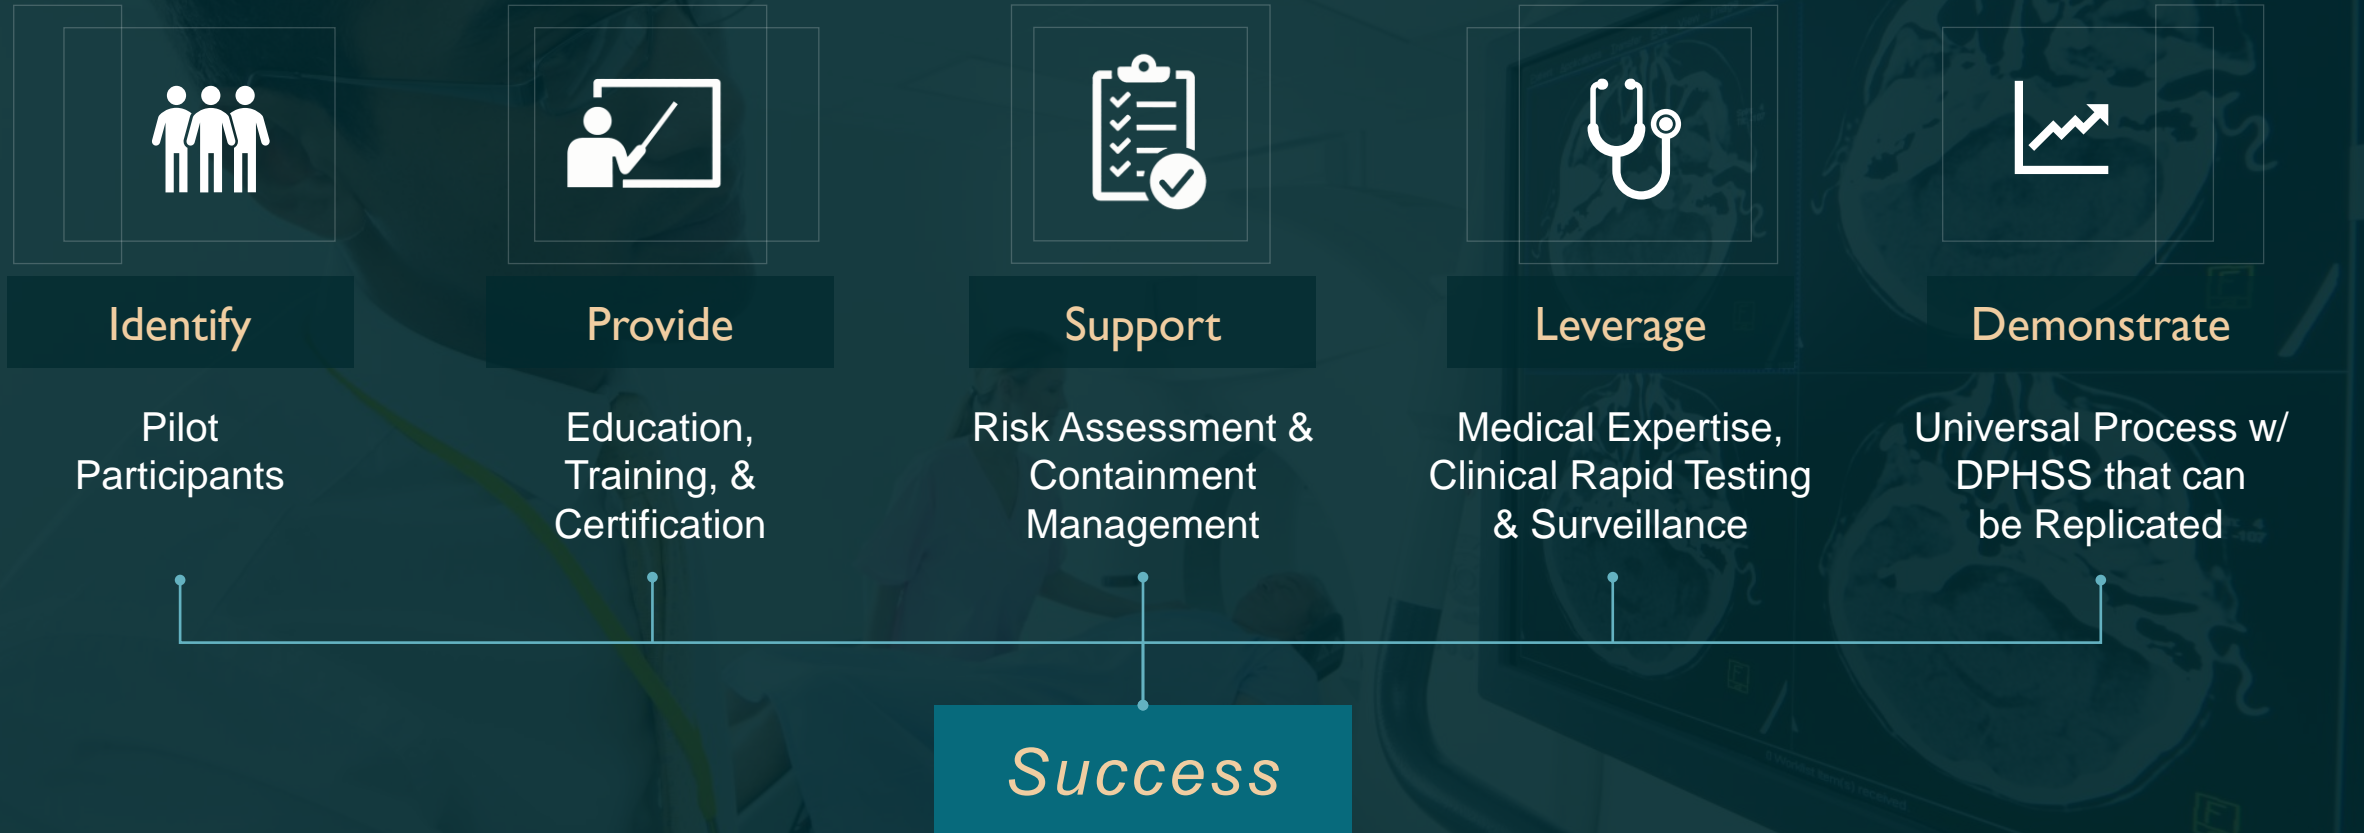 Identify
Pilot
Participants
Provide
Education,
Training, &
Certification
Support
Risk Assessment &
Containment
Management
Leverage
Medical Expertise,
Clinical Rapid Testing
& Surveillance
Demonstrate
Universal Process w/
DPHSS that can
be Replicated
Success